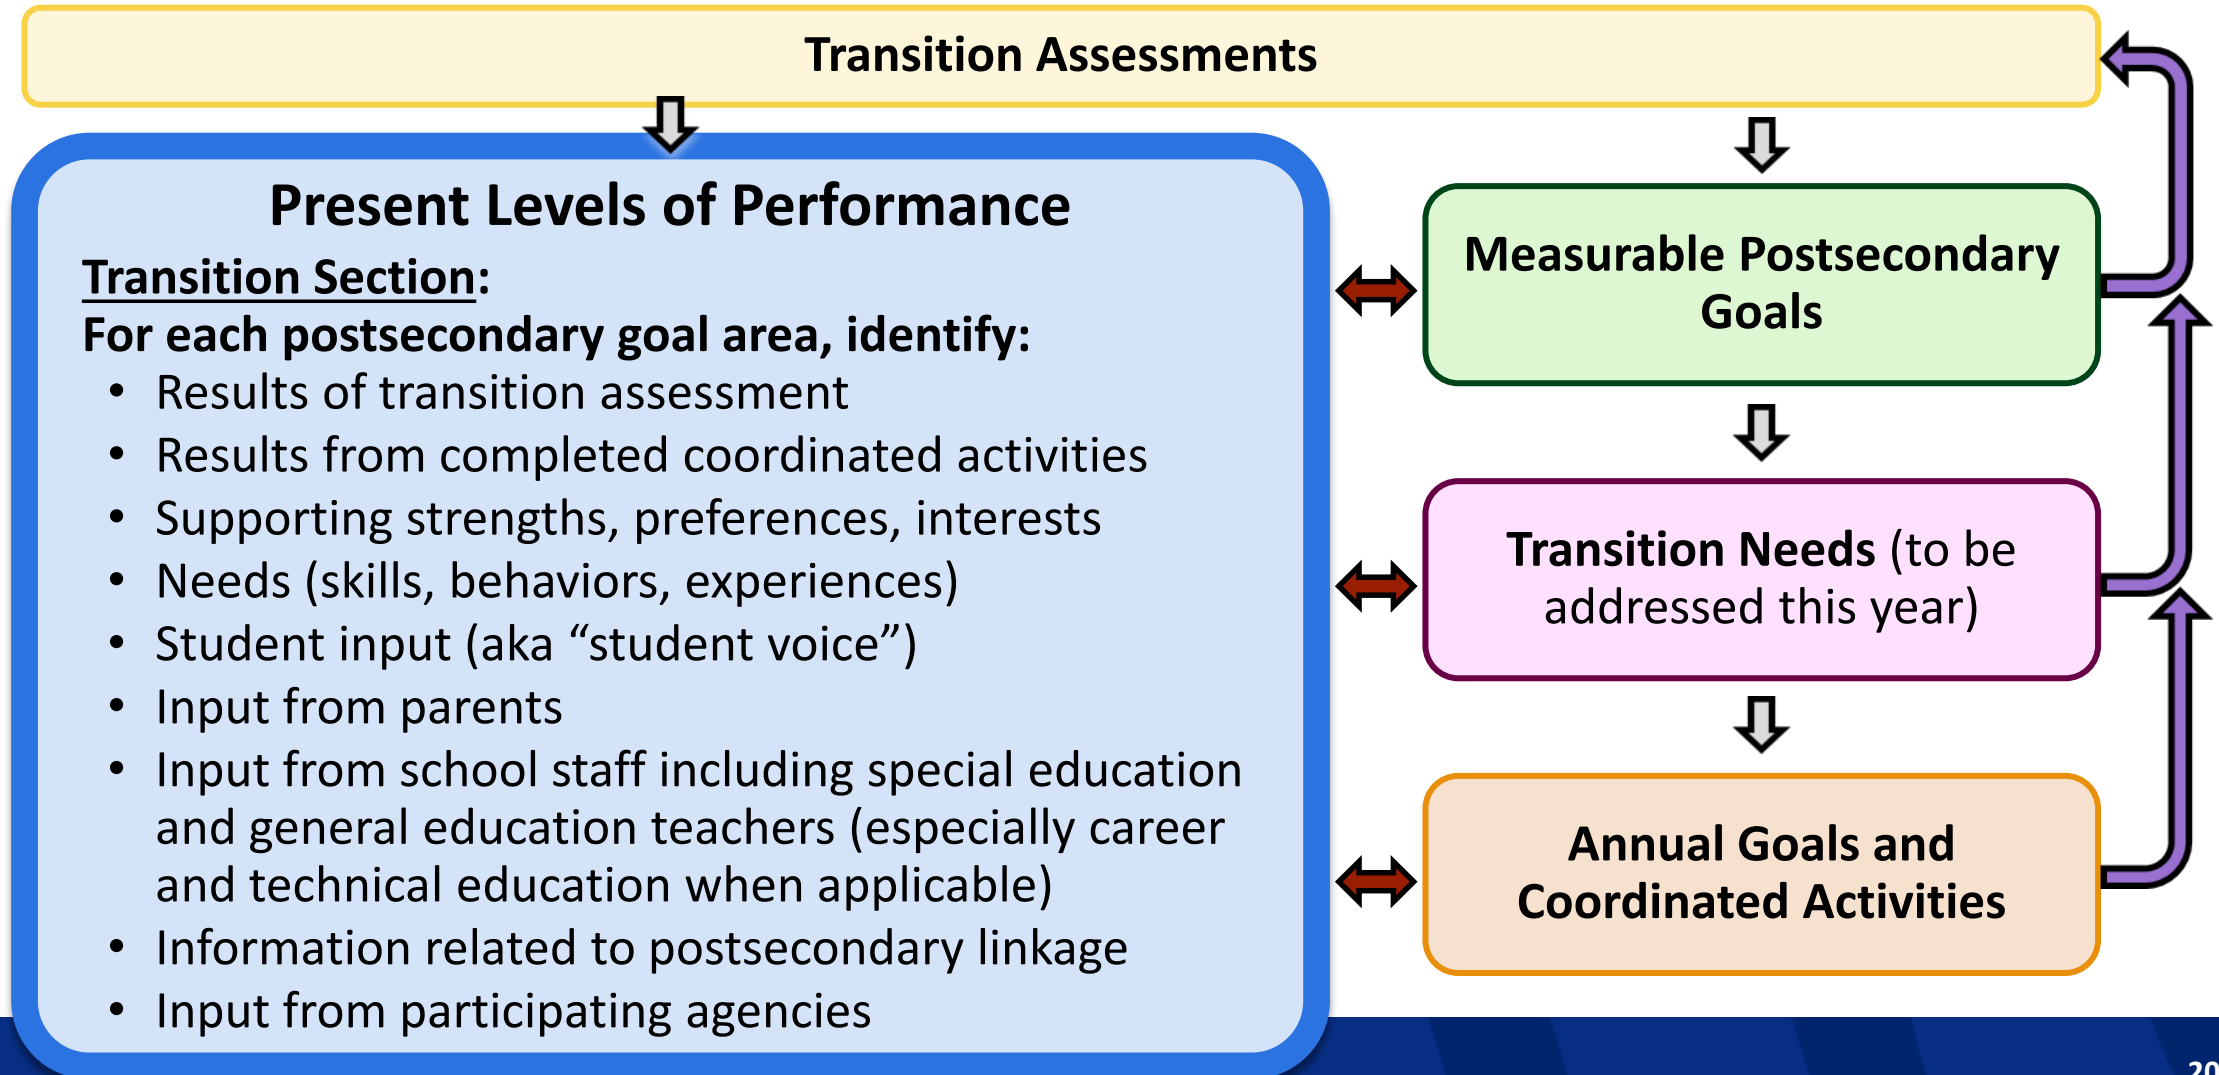 Transition Assessments
Present Levels of Performance
Transition Section:
For each postsecondary goal area, identify:
• Results of transition assessment
• Results from completed coordinated activities
• Supporting strengths, preferences, interests
• Needs (skills, behaviors, experiences)
• Student input (aka “student voice”)
• Input from parents
• Input from school staff including special education
and general education teachers (especially career
and technical education when applicable)
• Information related to postsecondary linkage
• Input from participating agencies
Measurable Postsecondary
Goals
Transition Needs (to be
addressed this year)
Annual Goals and
Coordinated Activities
20